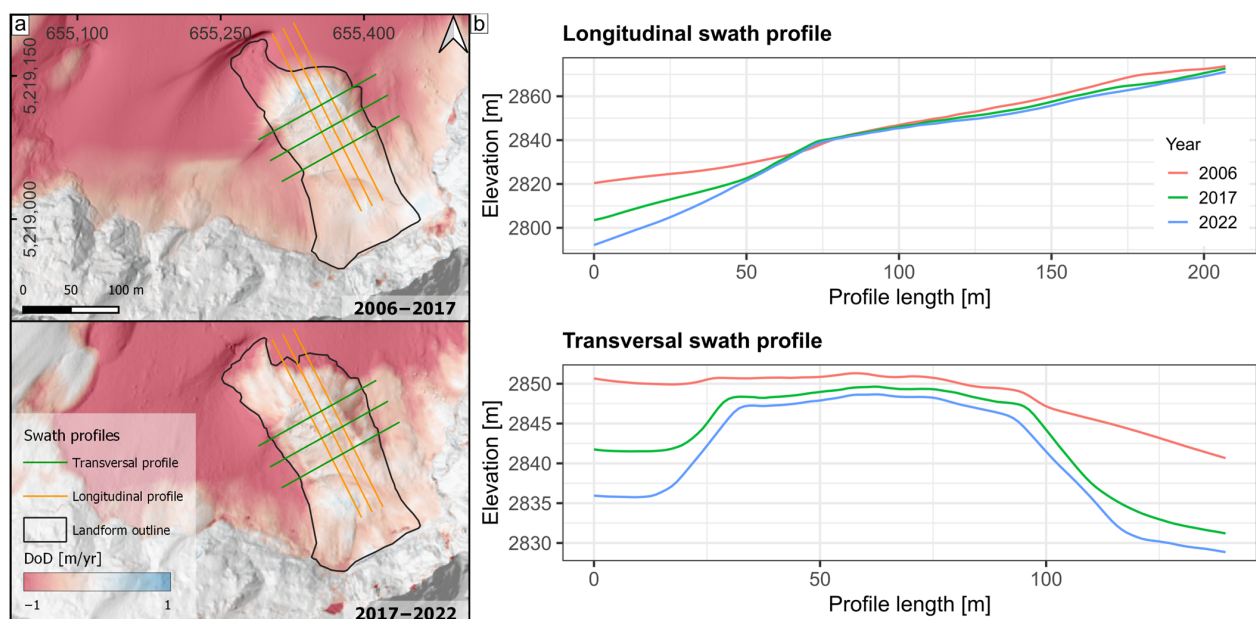 a
655,100
655,250
655,400
5,219,150
5,219,000
0 50 100 m
2006−2017
Swath profiles
Transversal profile
Longitudinal profile
Landform outline
DoD [m/yr]
−1 1
2017−2022
b
Longitudinal swath profile
Elevation [m]
2860
2840
2820
2800
0 50 100 150 200
Profile length [m]
Year
2006
2017
2022
Transversal swath profile
Elevation [m]
2850
2845
2840
2835
2830
0 50 100
Profile length [m]